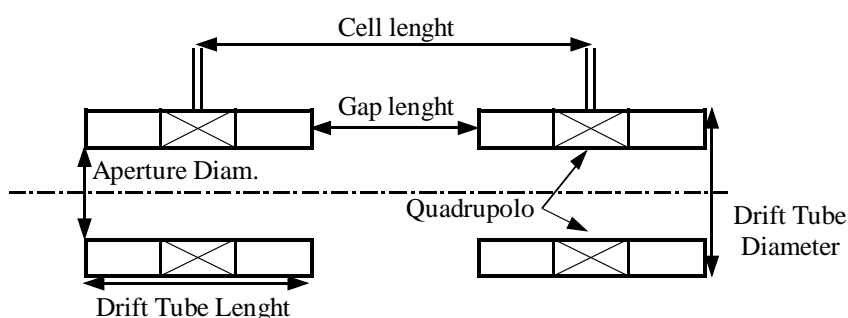 Cell lenght
Gap lenght
Aperture Diam.
Quadrupolo
Drift Tube
Diameter
Drift Tube Lenght